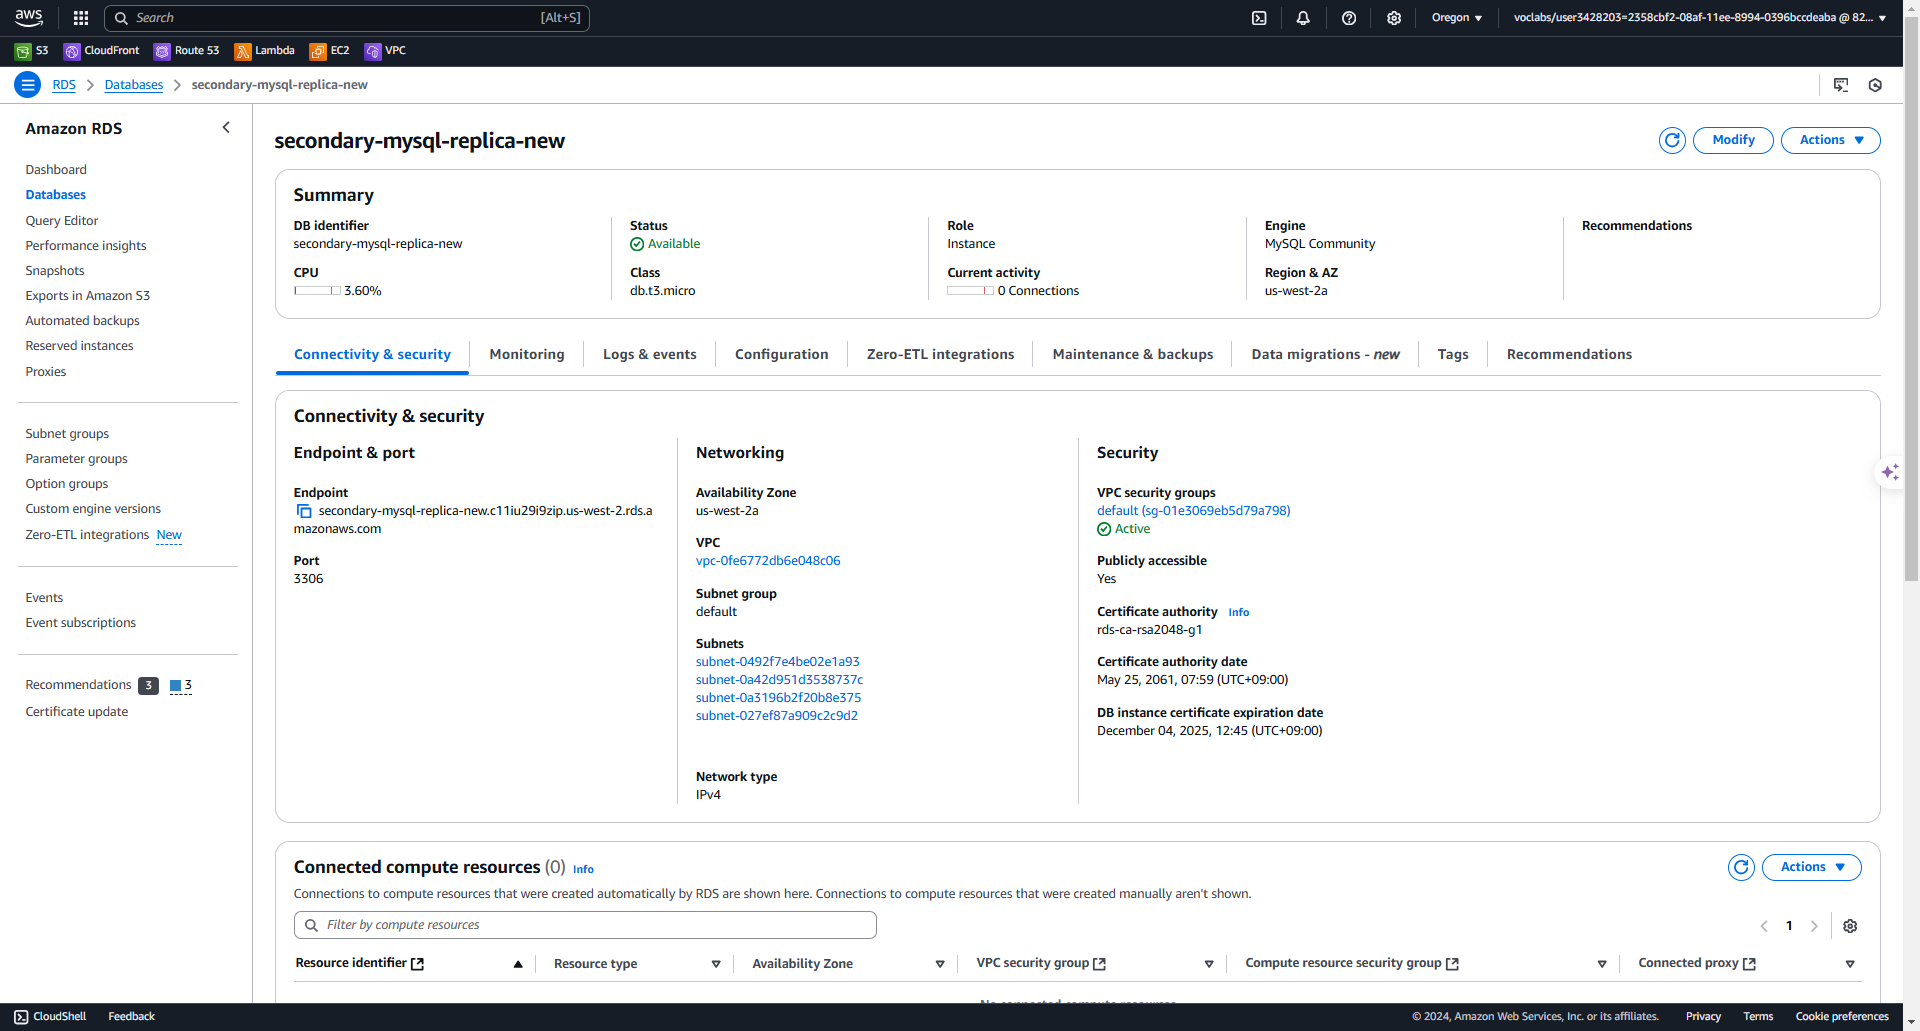 aws
Search [Alt+S]
Oregon
voclabs/user3428203=2358cbf2-08af-11ee-8994-0396bccdeaba @ 82...
S3 CloudFront Route 53 Lambda EC2 VPC
RDS Databases secondary-mysql-replica-new
Amazon RDS
Dashboard
Databases
Query Editor
Performance insights
Snapshots
Exports in Amazon S3
Automated backups
Reserved instances
Proxies
Subnet groups
Parameter groups
Option groups
Custom engine versions
Zero-ETL integrations New
Events
Event subscriptions
Recommendations 3 3
Certificate update
secondary-mysql-replica-new
Modify Actions
Summary
DB identifier
secondary-mysql-replica-new
CPU
3.60%
Status
Available
Class
db.t3.micro
Role
Instance
Current activity
0 Connections
Engine
MySQL Community
Region & AZ
us-west-2a
Recommendations
Connectivity & security Monitoring Logs & events Configuration Zero-ETL integrations Maintenance & backups Data migrations - new Tags Recommendations
Connectivity & security
Endpoint & port
Endpoint
secondary-mysql-replica-new.c11iu29i9zip.us-west-2.rds.a
mazonaws.com
Port
3306
Networking
Availability Zone
us-west-2a
VPC
vpc-0fe6772db6e048c06
Subnet group
default
Subnets
subnet-0492f7e4be02e1a93
subnet-0a42d951d3538737c
subnet-0a3196b2f20b8e375
subnet-027ef87a909c2c9d2
Network type
IPv4
Security
VPC security groups
default (sg-01e3069eb5d79a798)
Active
Publicly accessible
Yes
Certificate authority Info
rds-ca-rsa2048-g1
Certificate authority date
May 25, 2061, 07:59 (UTC+09:00)
DB instance certificate expiration date
December 04, 2025, 12:45 (UTC+09:00)
Connected compute resources (0) Info
Actions
Connections to compute resources that were created automatically by RDS are shown here. Connections to compute resources that were created manually aren't shown.
Filter by compute resources
1
Resource identifier Resource type Availability Zone VPC security group Compute resource security group Connected proxy
No connected compute resources
CloudShell Feedback
© 2024, Amazon Web Services, Inc. or its affiliates. Privacy Terms Cookie preferences